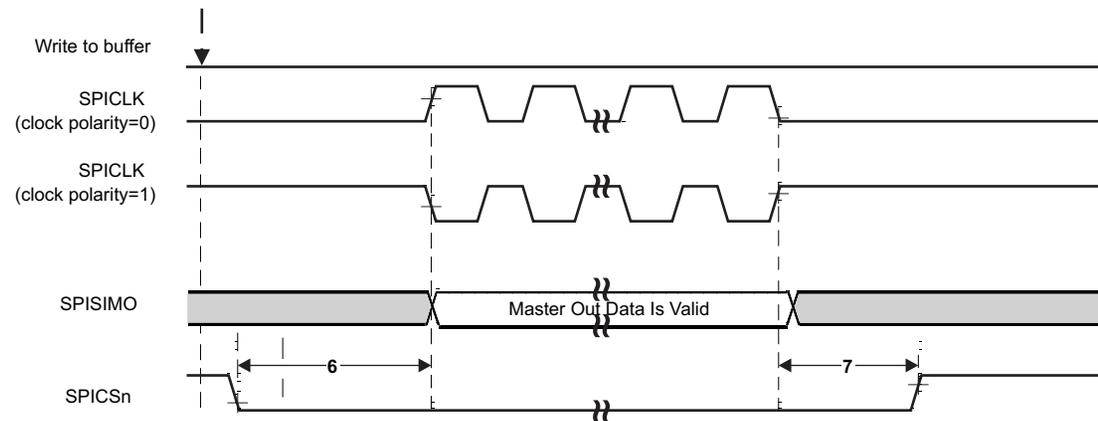 Write to buffer
SPICLK
(clock polarity=0)
SPICLK
(clock polarity=1)
SPISIMO
Master Out Data Is Valid
6
7
SPICSn